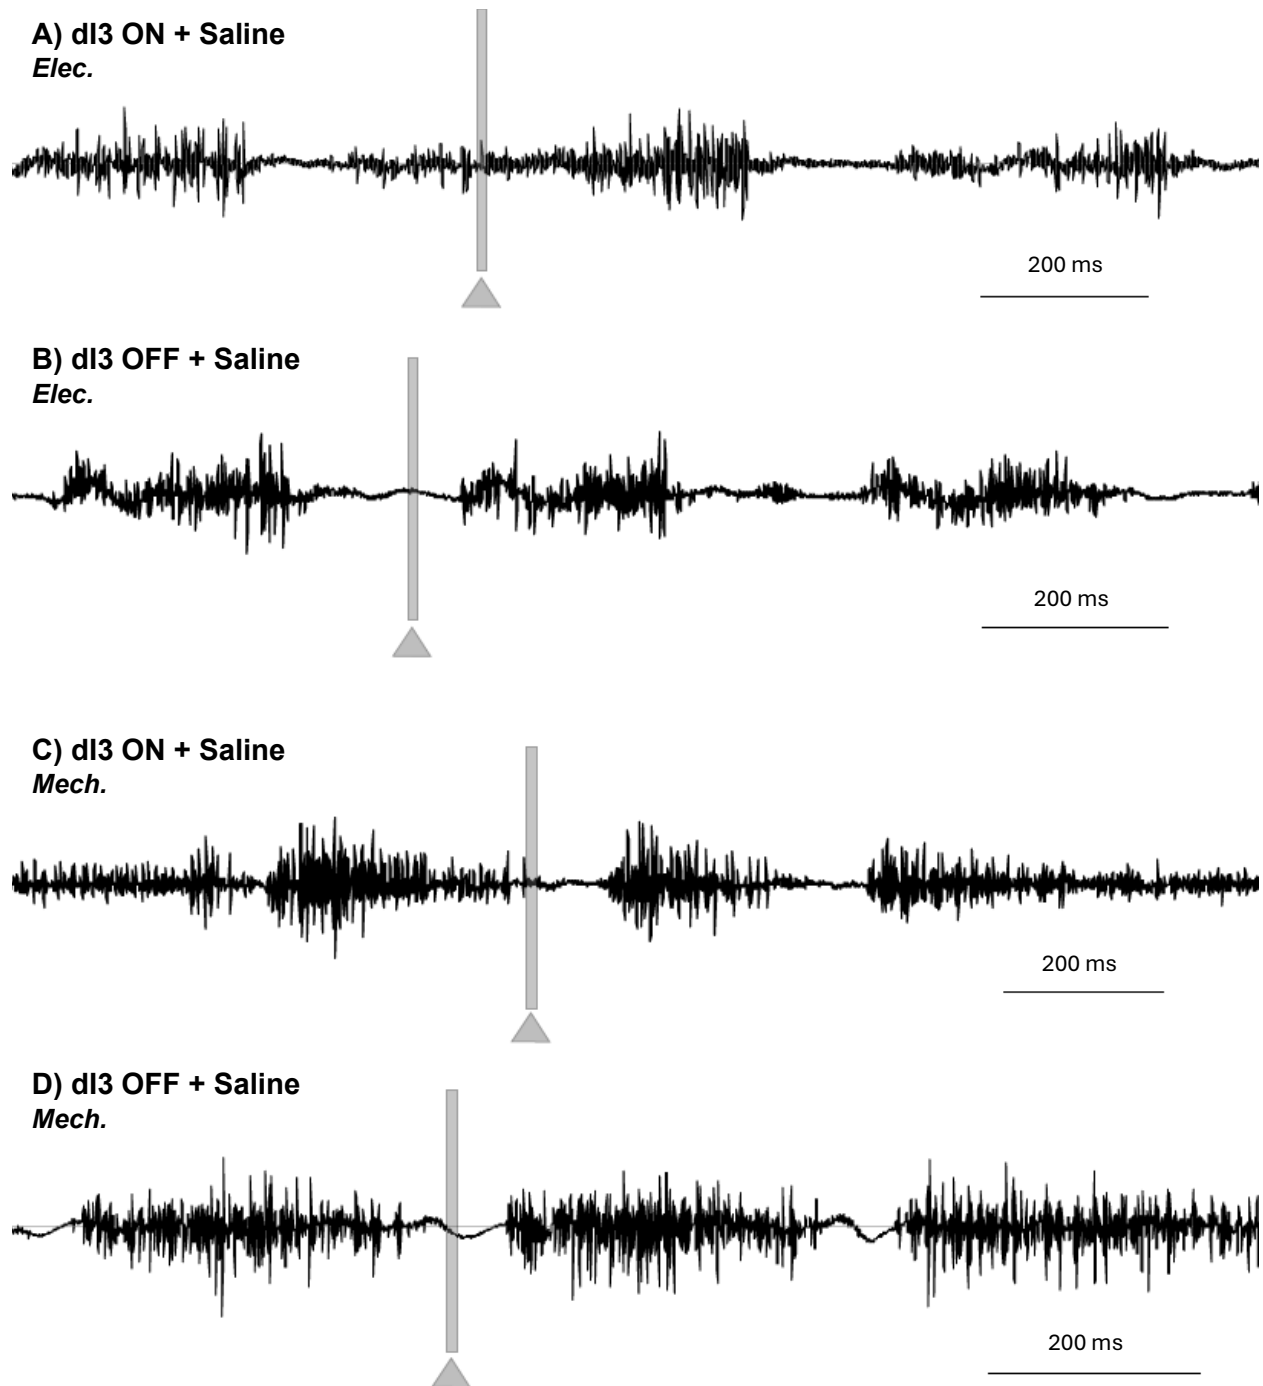 A) dI3 ON + Saline
Elec.
200 ms
B) dI3 OFF + Saline
Elec.
200 ms
C) dI3 ON + Saline
Mech.
200 ms
D) dI3 OFF + Saline
Mech.
200 ms